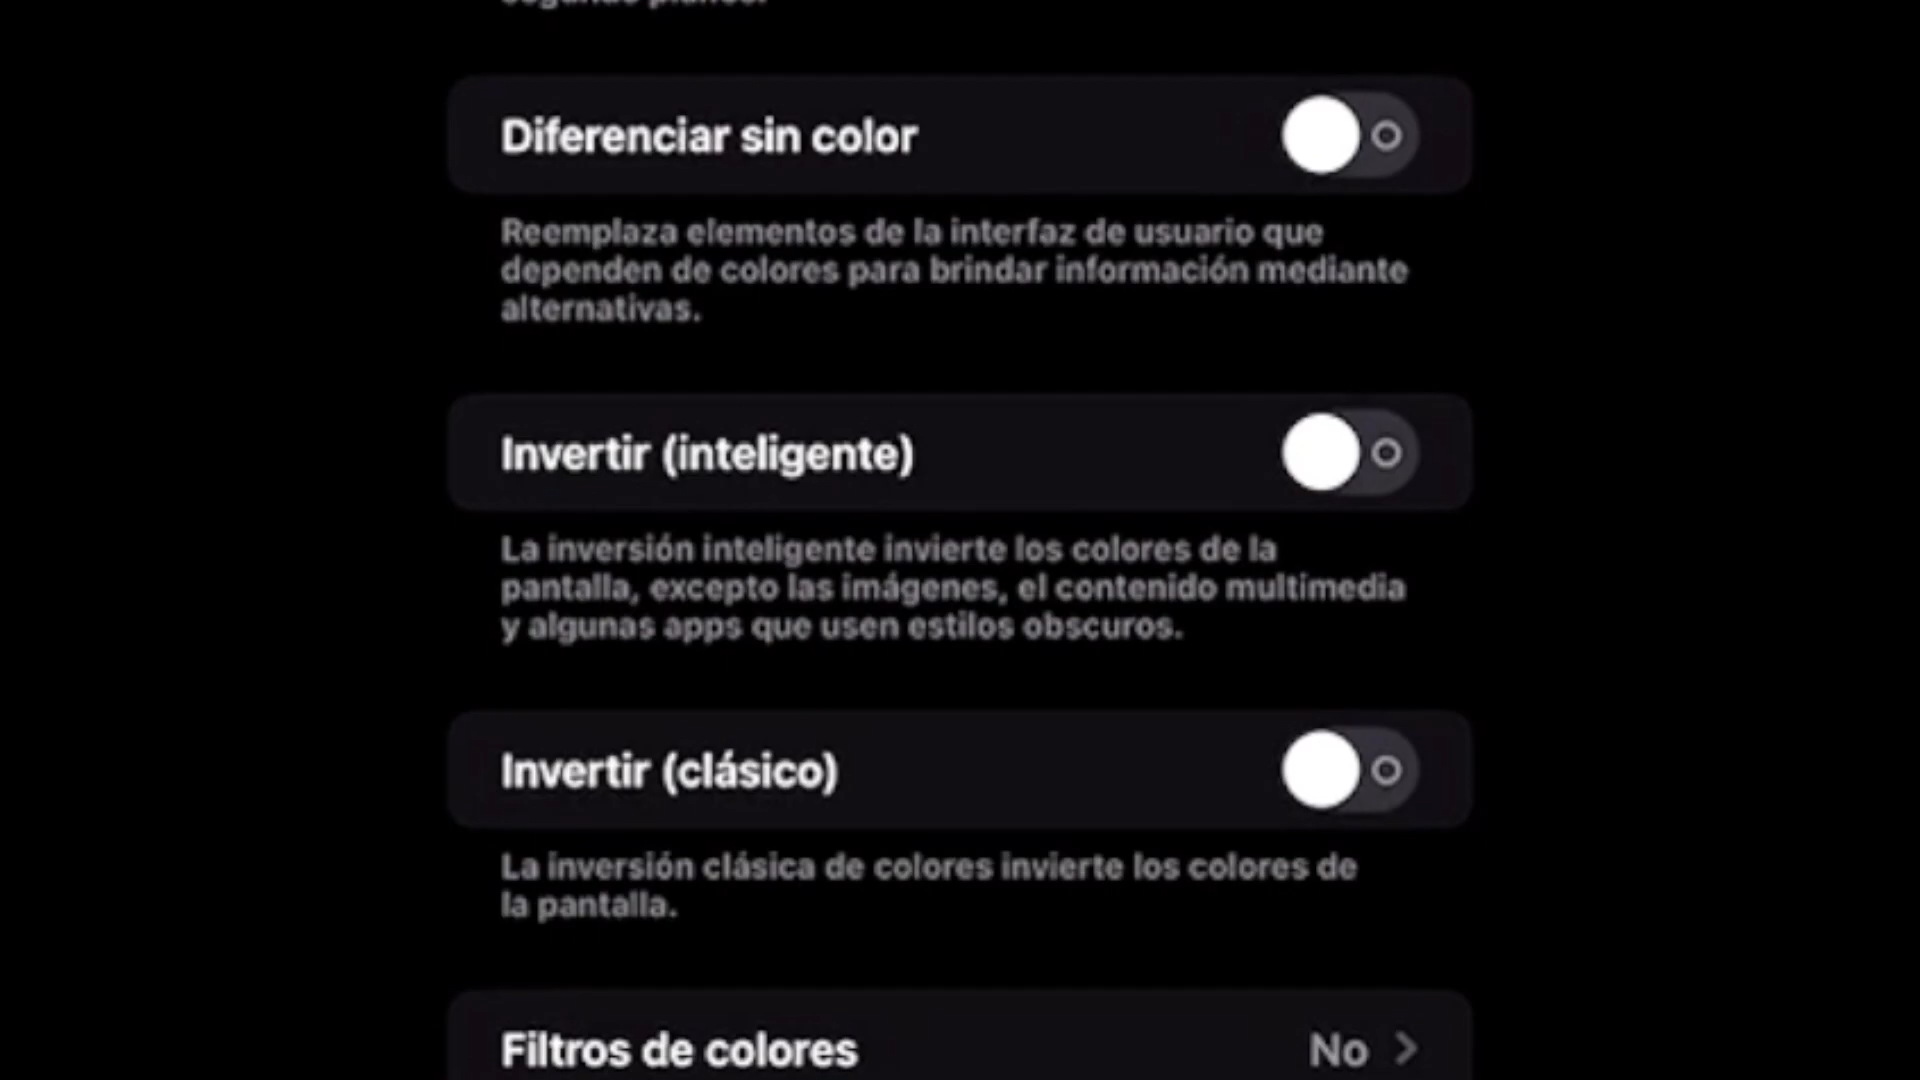 segundo plano.
Diferenciar sin color
Reemplaza elementos de la interfaz de usuario que
dependen de colores para brindar información mediante
alternativas.
Invertir (inteligente)
La inversión inteligente invierte los colores de la
pantalla, excepto las imágenes, el contenido multimedia
y algunas apps que usen estilos obscuros.
Invertir (clásico)
La inversión clásica de colores invierte los colores de
la pantalla.
Filtros de colores No